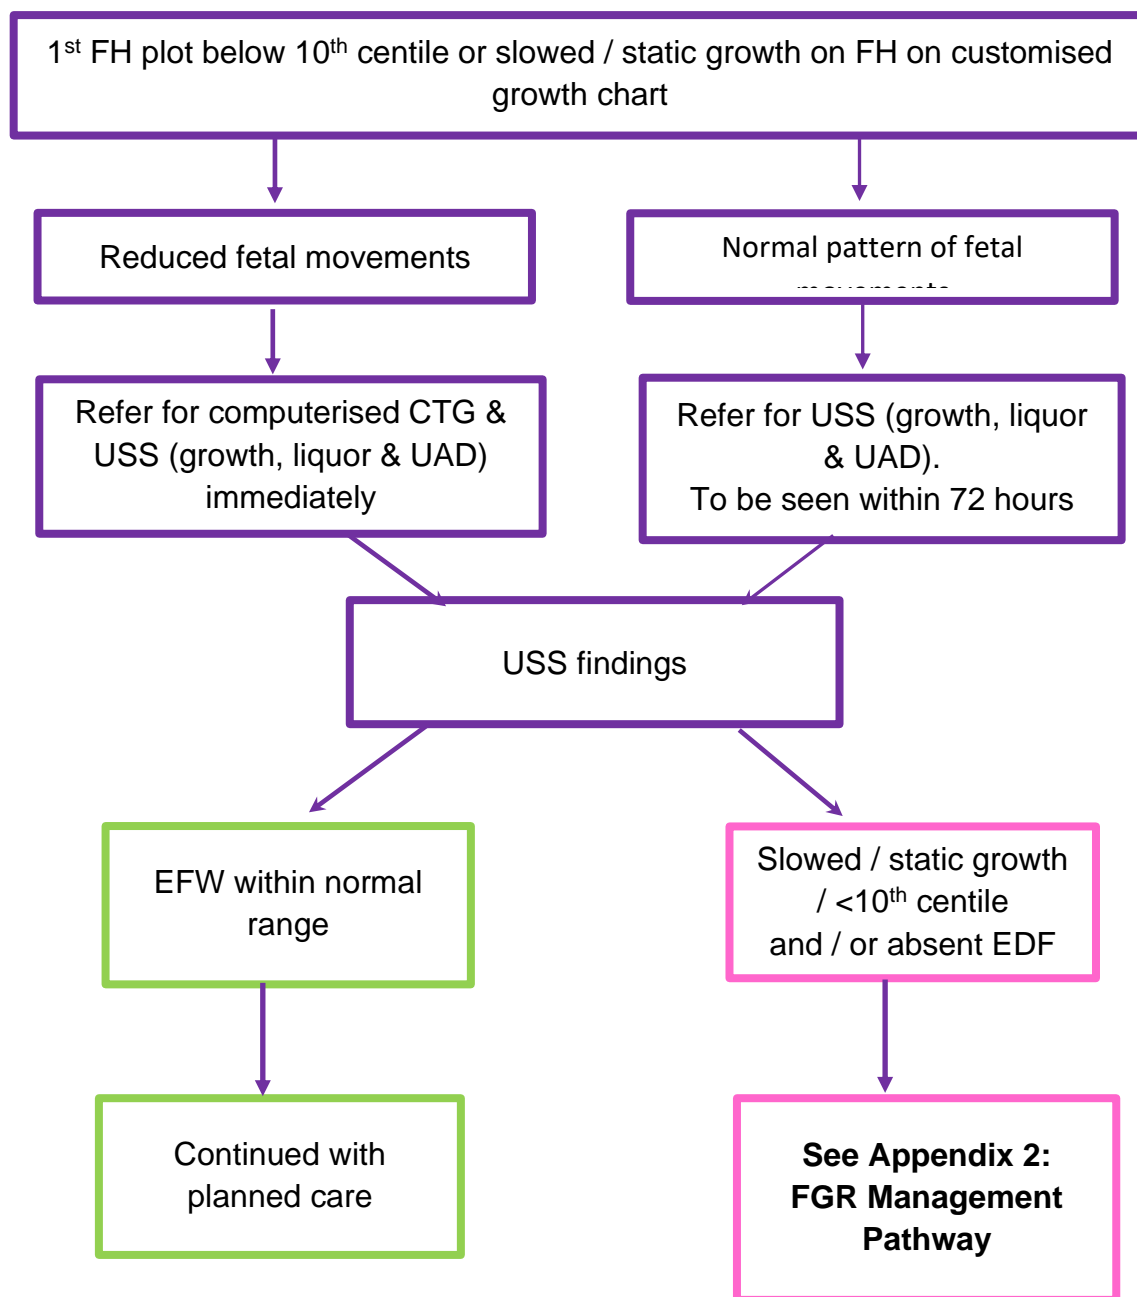 1st FH plot below 10th centile or slowed / static growth on FH on customised
growth chart
Reduced fetal movements
Normal pattern of fetal
Refer for computerised CTG &
USS (growth, liquor & UAD)
immediately
Refer for USS (growth, liquor
& UAD).
To be seen within 72 hours
USS findings
EFW within normal
range
Slowed / static growth
/ <10th centile
and / or absent EDF
Continued with
planned care
See Appendix 2:
FGR Management
Pathway